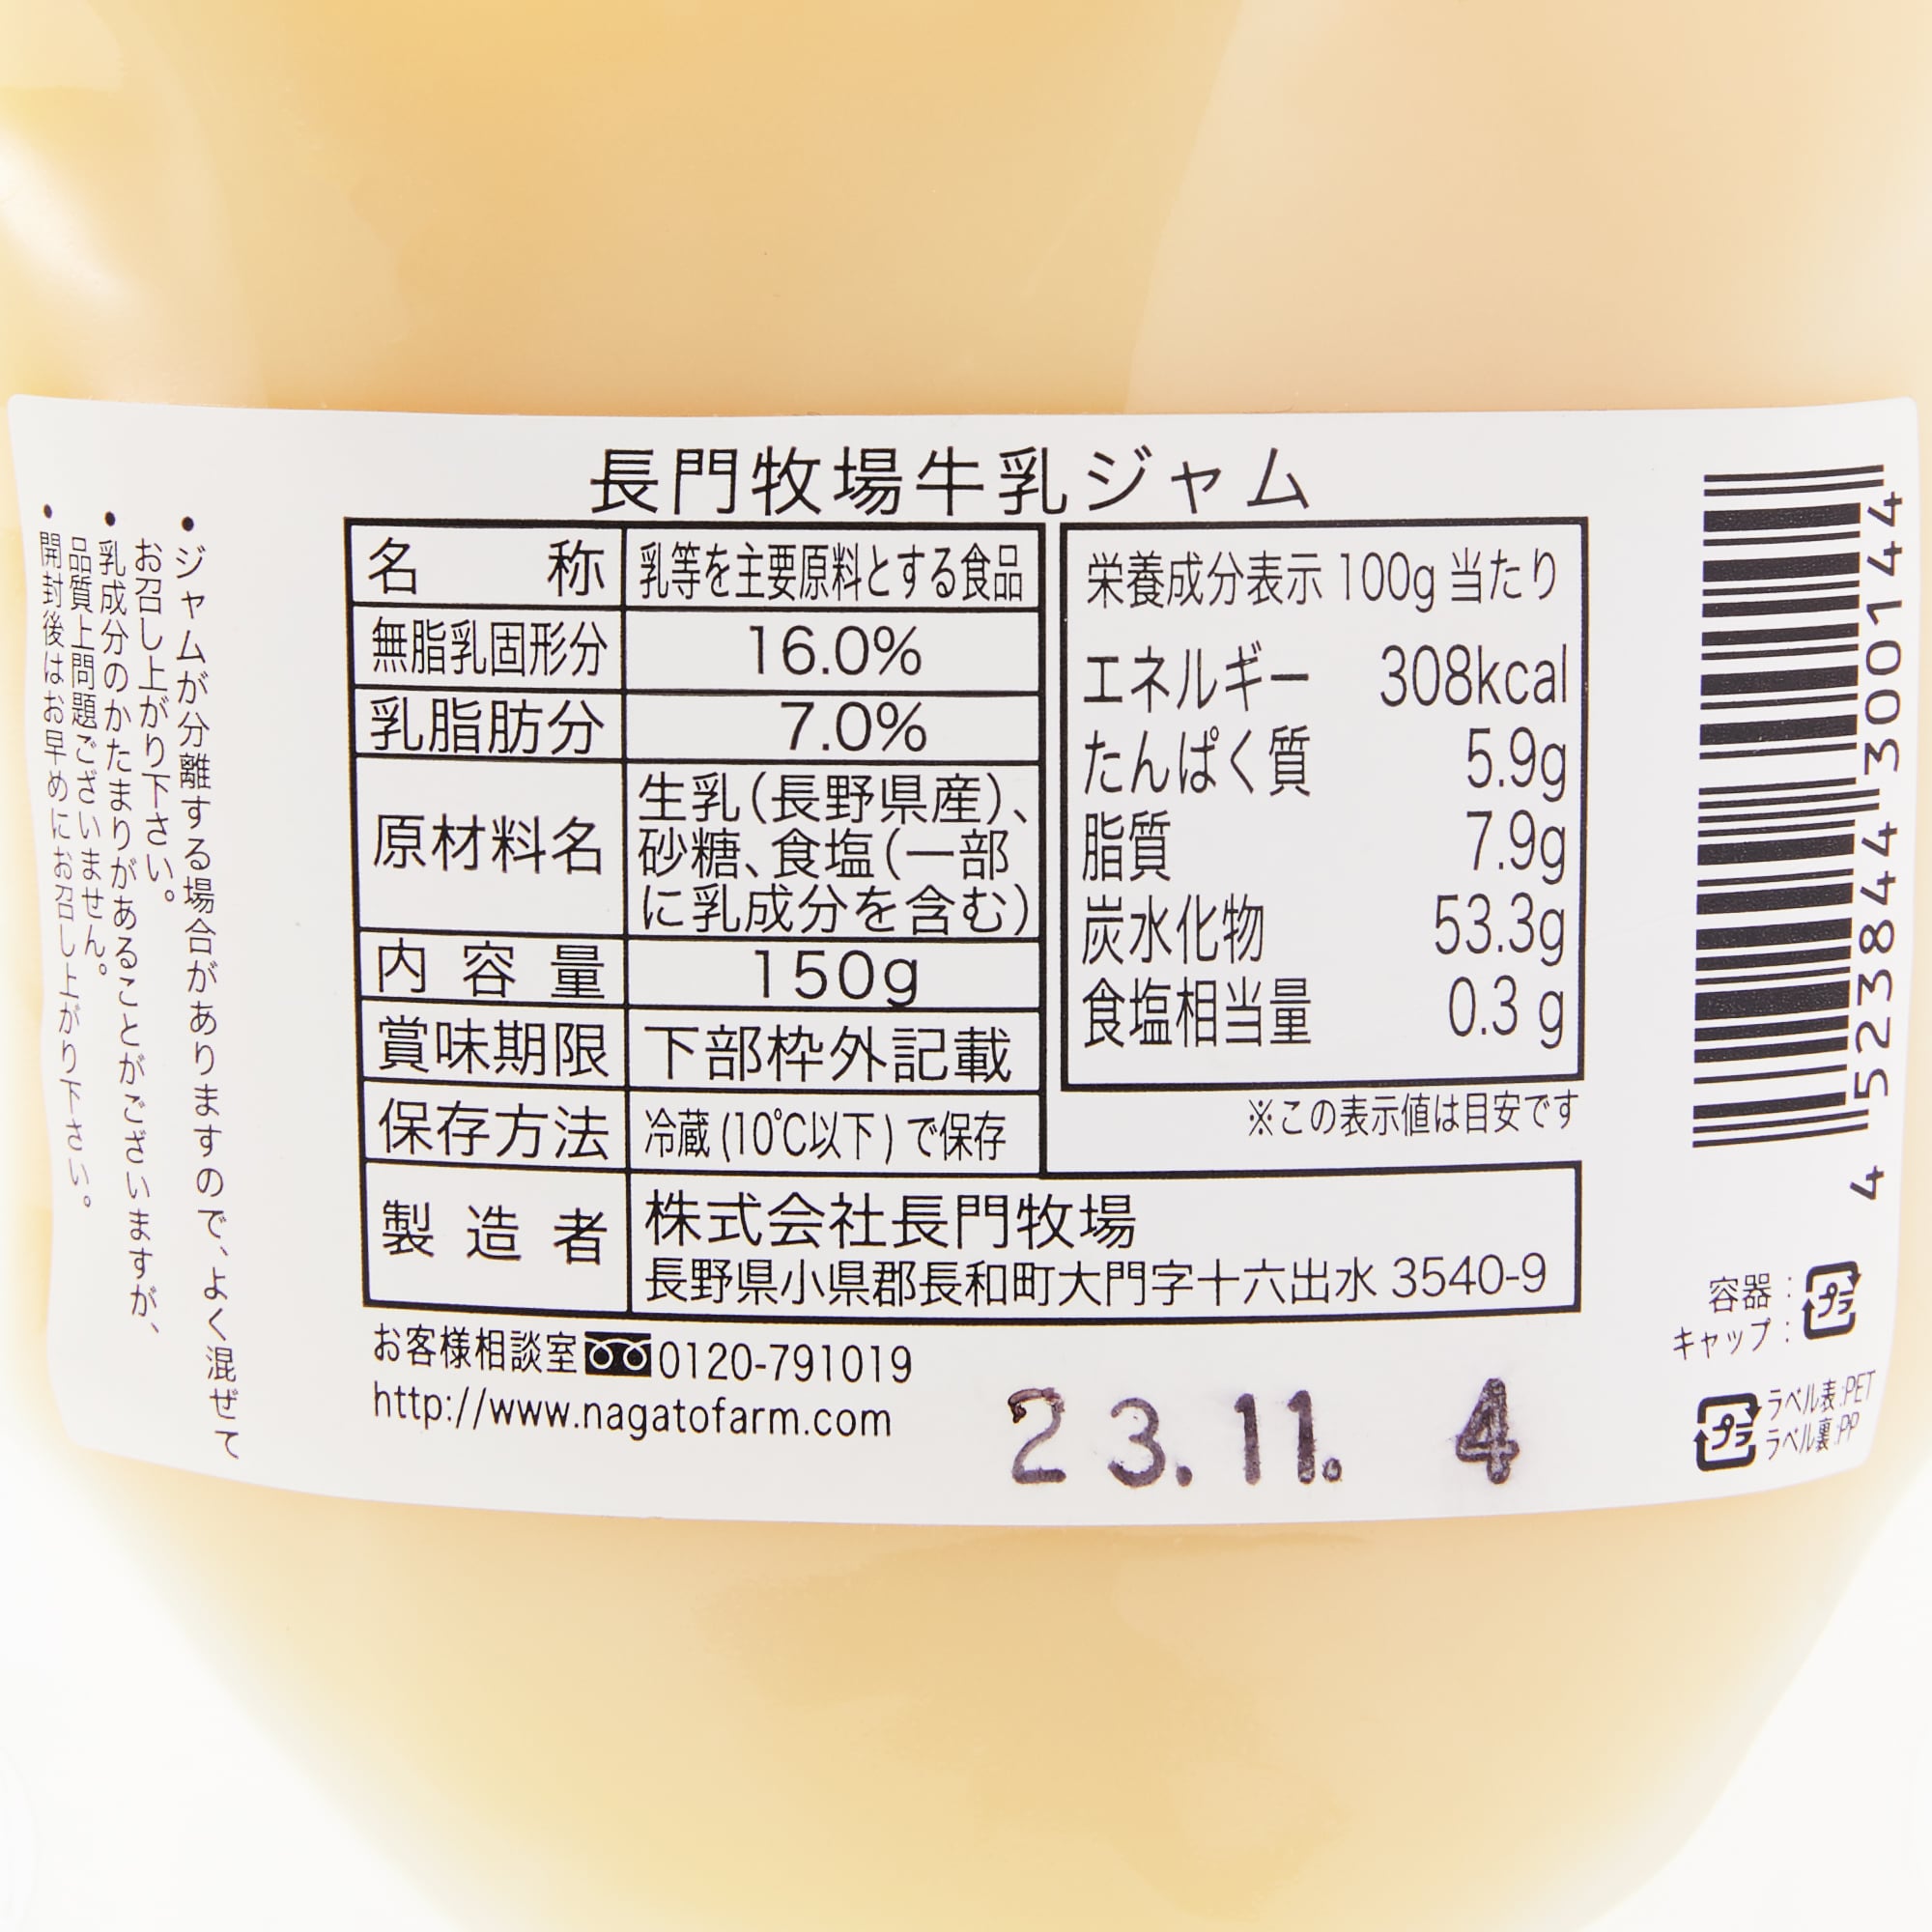 長門牧場牛乳ジャム
名称 乳等を主要原料とする食品
無脂乳固形分 16.0%
乳脂肪分 7.0%
原材料名 生乳(長野県産)、
砂糖、食塩(一部
に乳成分を含む)
内容量 150g
賞味期限 下部枠外記載
保存方法 冷蔵(10℃以下)で保存
製造者 株式会社長門牧場
長野県小県郡長和町大門字十六出水 3540-9
栄養成分表示 100g 当たり
エネルギー 308kcal
たんぱく質 5.9g
脂質 7.9g
炭水化物 53.3g
食塩相当量 0.3 g
※この表示値は目安です
お客様相談室 0120-791019
http://www.nagatofarm.com
23.11. 4
・ジャムが分離する場合がありますので、よく混ぜて
お召し上がり下さい。
・乳成分のかたまりがあることがございますが、
品質上問題ございません。
・開封後はお早めにお召し上がり下さい。
4 523844 300144
容器:
キャップ:
プラ
プラ
ラベル表:PET
ラベル裏:PP